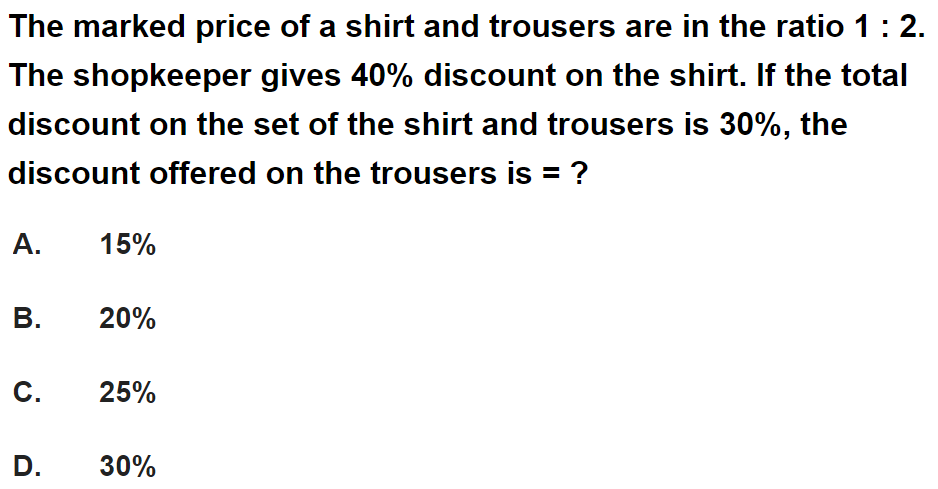 The marked price of a shirt and trousers are in the ratio 1 : 2.
The shopkeeper gives 40% discount on the shirt. If the total
discount on the set of the shirt and trousers is 30%, the
discount offered on the trousers is = ?
A. 15%
B. 20%
C. 25%
D. 30%